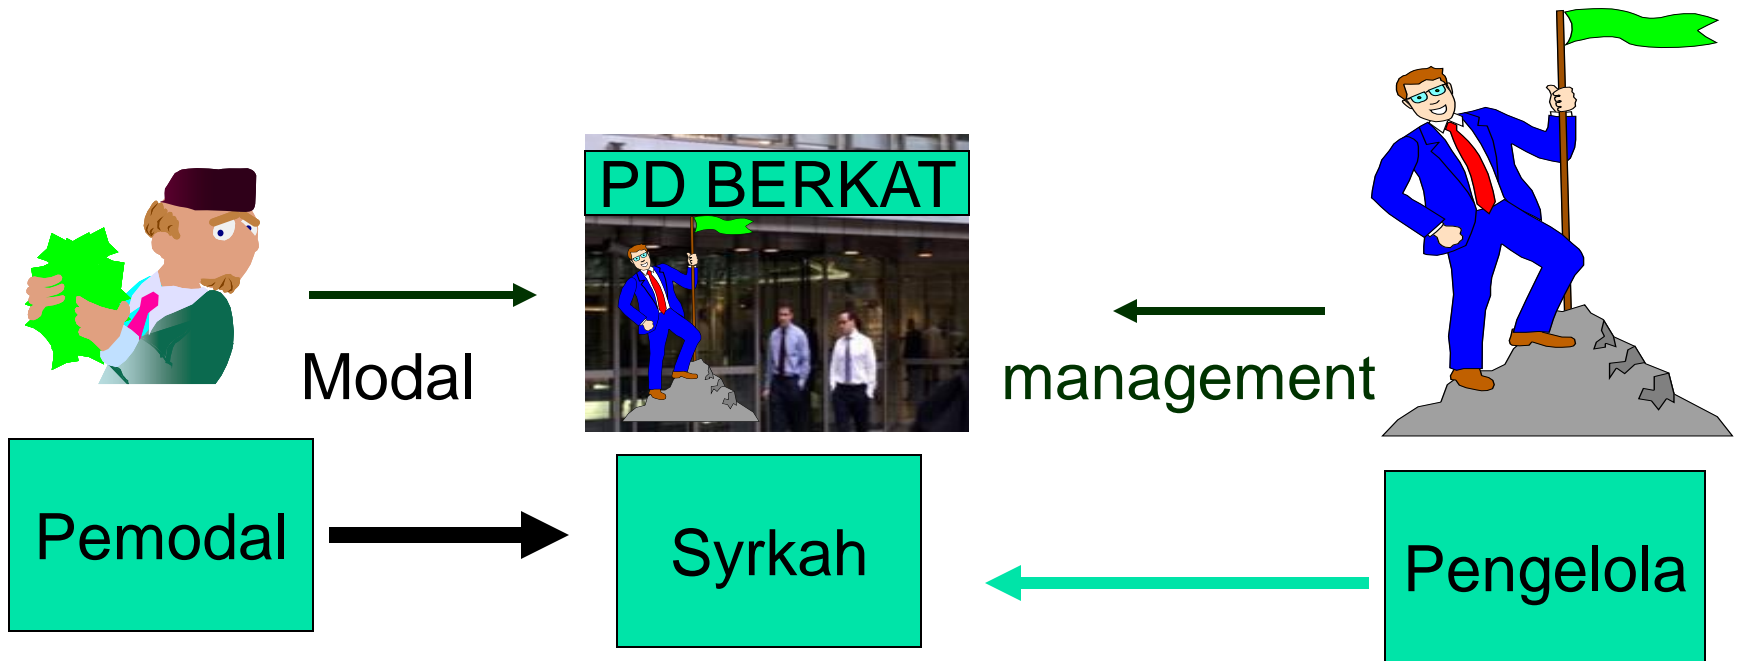 PD BERKAT
Modal
management
Pemodal
Syrkah
Pengelola